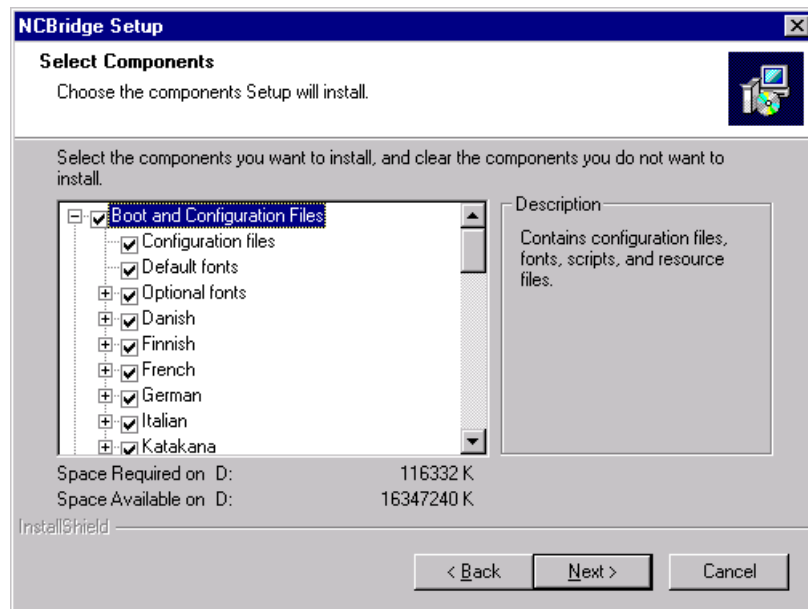 NCBridge Setup
Select Components
Choose the components Setup will install.
Select the components you want to install, and clear the components you do not want to
install.
Boot and Configuration Files
Configuration files
Default fonts
Optional fonts
Danish
Finnish
French
German
Italian
Katakana
Description
Contains configuration files,
fonts, scripts, and resource
files.
Space Required on D: 116332 K
Space Available on D: 16347240 K
InstallShield
< Back
Next >
Cancel